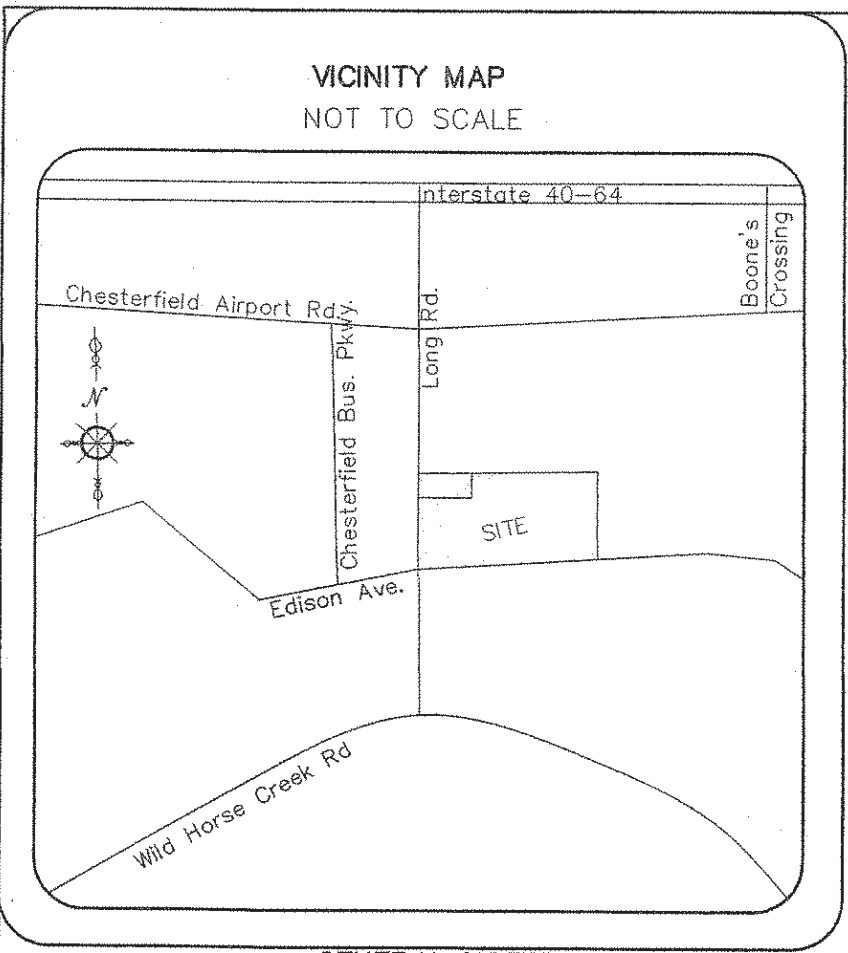 VICINITY MAP
NOT TO SCALE
Interstate 40-64
Boone's
Crossing
Chesterfield Airport Rd.
Long Rd.
Chesterfield Bus. Pkwy.
N
SITE
Edison Ave.
Wild Horse Creek Rd